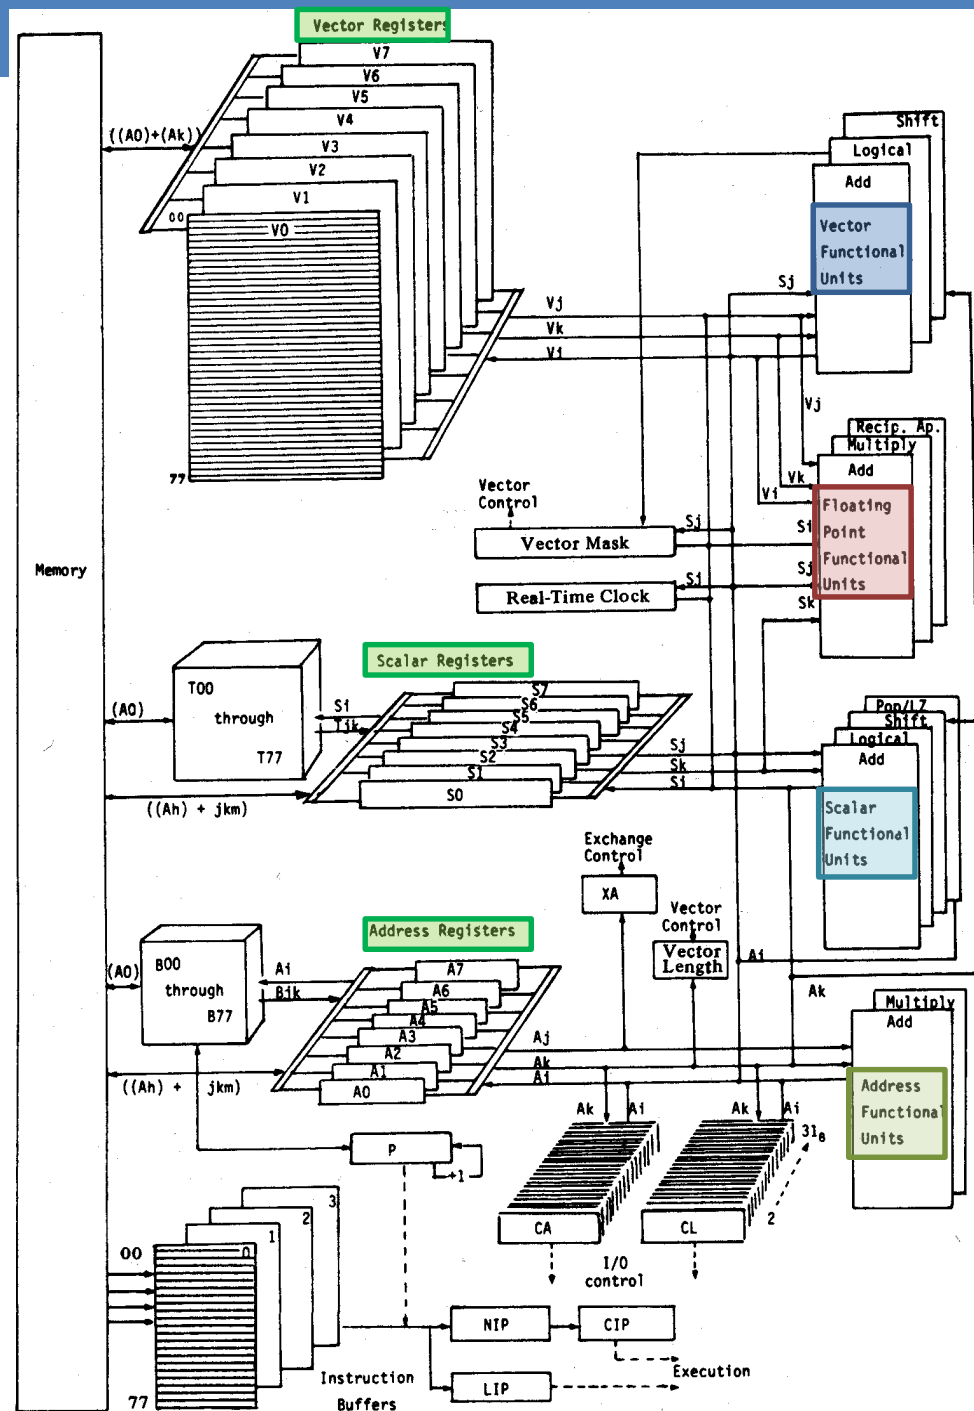 Vector Registers
V7
V6
V5
V4
V3
V2
V1
V0
00
77
((A0)+(Ak))
Memory
Shift
Logical
Add
Vector
Functional
Units
Sj
Vj
Vk
Vi
Vj
Recip. Ap.
Multiply
Add
Vk
Vi
Floating
Point
Functional
Units
Sj
Si
Sj
Sk
Vector
Control
Vector Mask
Real-Time Clock
Sj
Scalar Registers
T00
through
T77
(A0)
Si
Tjk
S7
S6
S5
S4
S3
S2
S1
S0
((Ah) + jkm)
Sj
Sk
Si
Pop/LZ
Shift
Logical
Add
Scalar
Functional
Units
Exchange
Control
XA
Vector
Control
Vector
Length
Ai
Ak
Address Registers
B00
through
B77
(A0)
Ai
Bjk
A7
A6
A5
A4
A3
A2
A1
A0
((Ah) + jkm)
Aj
Ak
Ai
Multiply
Add
Address
Functional
Units
Ak Ai
Ak Ai
31₈
2
CA
CL
I/O
control
P
+1
00
77
3
2
1
0
Instruction
Buffers
NIP
CIP
LIP
Execution